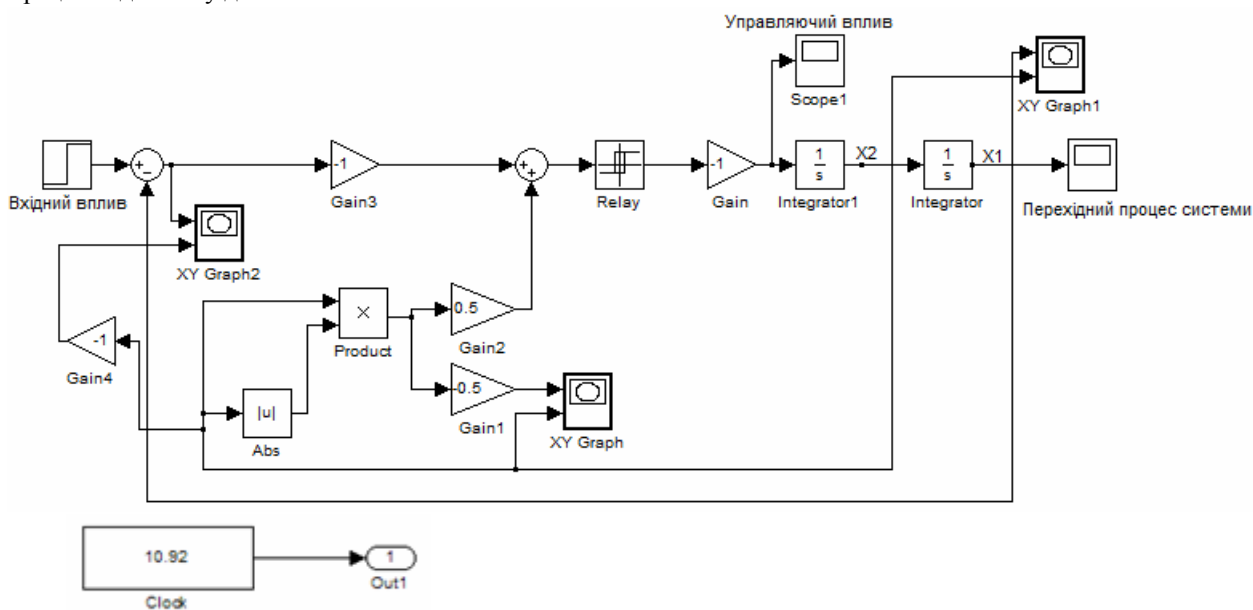 Управляючий вплив
Scope1
XY Graph1
+
−
-1
Gain3
+
+
Relay
-1
Gain
1
s
Integrator1
X2
1
s
Integrator
X1
Перехідний процес системи
Вхідний вплив
XY Graph2
-1
Gain4
×
Product
0.5
Gain2
-0.5
Gain1
|u|
Abs
XY Graph
10.92
Clock
1
Out1